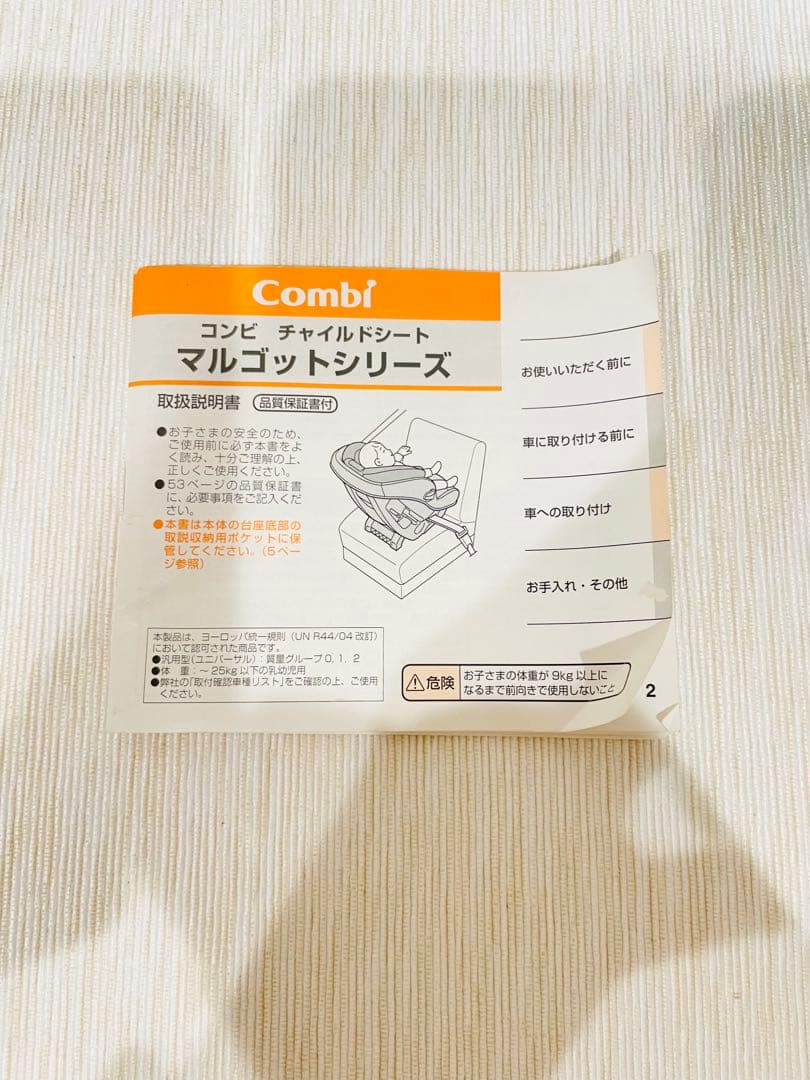 Combi
コンビ チャイルドシート
マルゴットシリーズ
取扱説明書 品質保証書付
●お子さまの安全のため、
ご使用前に必ず本書をよ
く読み、十分ご理解の上、
正しくご使用ください。
●53ページの品質保証書
に、必要事項をご記入くだ
さい。
●本書は本体の台座底部の
取説収納用ポケットに保
管してください。(5ペー
ジ参照)
本製品は、ヨーロッパ統一規則(UN R44/04 改訂)
において認可された商品です。
●汎用型(ユニバーサル):質量グループ0, 1, 2
●体 重:~25kg以下の乳幼児用
●弊社の「取付確認車種リスト」をご確認の上、ご使用
ください。
お使いいただく前に
車に取り付ける前に
車への取り付け
お手入れ・その他
危険
お子さまの体重が9kg以上に
なるまで前向きで使用しないこと
2